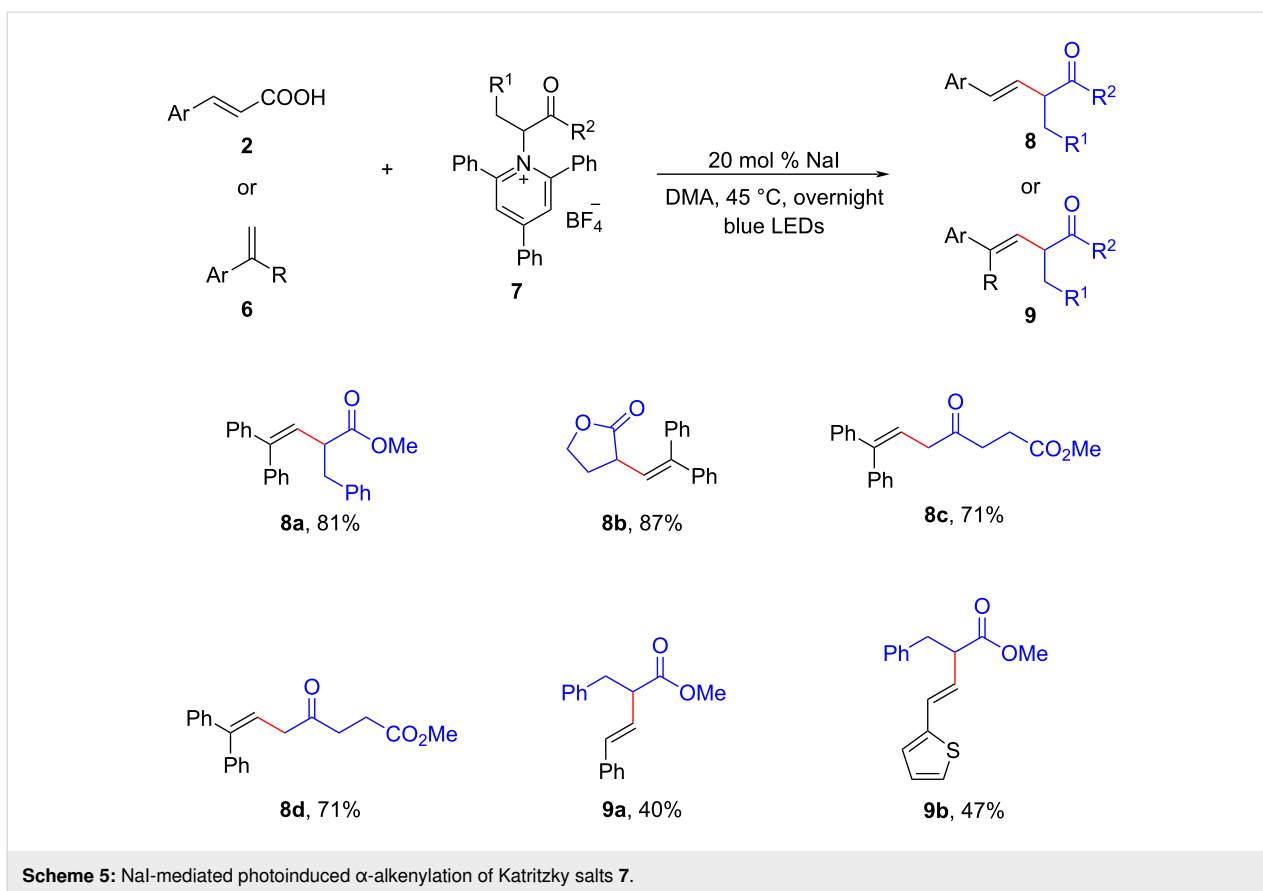 Ar
COOH
2
or
Ar
R
6
+
R¹
O
R²
N
+
Ph
Ph
Ph
BF₄⁻
7
20 mol % NaI
DMA, 45 °C, overnight
blue LEDs
Ar
O
R²
R¹
8
or
Ar
R
O
R²
R¹
9
Ph
Ph
O
OMe
Ph
8a, 81%
O
O
Ph
Ph
8b, 87%
Ph
Ph
O
CO₂Me
8c, 71%
Ph
Ph
O
CO₂Me
8d, 71%
Ph
O
OMe
Ph
9a, 40%
Ph
O
OMe
S
9b, 47%
Scheme 5: NaI-mediated photoinduced α-alkenylation of Katritzky salts 7.